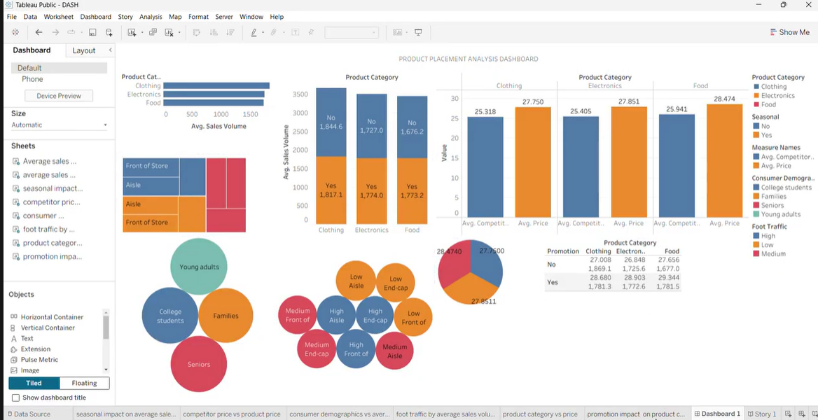 Tableau Public - DASH
File Data Worksheet Dashboard Story Analysis Map Format Server Window Help
Show Me
Dashboard Layout
Default
Phone
Device Preview
Size
Automatic
Sheets
Average sales ...
average sales ...
seasonal impact...
competitor pric...
consumer ...
foot traffic by ...
product categor...
promotion impa...
Objects
Horizontal Container
Vertical Container
Text
Extension
Pulse Metric
Image
Tiled Floating
Show dashboard title
PRODUCT PLACEMENT ANALYSIS DASHBOARD
Product Cat...
Clothing
Electronics
Food
0 500 1000 1500
Avg. Sales Volume
Product Category
Avg. Sales Volume
3500
3000
2500
2000
1500
1000
500
0
No
1,844.6
No
1,727.0
No
1,676.2
Yes
1,817.1
Yes
1,774.0
Yes
1,773.2
Clothing Electronics Food
Product Category
Clothing Electronics Food
Value
30
25
20
15
10
5
0
25.318 27.750 25.405 27.851 25.941 28.474
Avg. Competit.. Avg. Price Avg. Competit.. Avg. Price Avg. Competit.. Avg. Price
Product Category
Clothing
Electronics
Food
Seasonal
No
Yes
Measure Names
Avg. Competitor..
Avg. Price
Consumer Demogra..
College students
Families
Seniors
Young adults
Foot Traffic
High
Low
Medium
Front of Store
Aisle
Aisle
Front of Store
Young adults
College
students
Families
Seniors
Low
Aisle
Low
End-cap
Medium
Front of
High
Aisle
High
End-cap
Low
Front of
Medium
End-cap
High
Front of
Medium
Aisle
28.4740 27.7500
27.8511
Product Category
Promotion Clothing Electron.. Food
No 27.008 26.848 27.656
1,869.1 1,725.6 1,677.0
Yes 28.680 28.903 29.344
1,781.3 1,772.6 1,781.5
Data Source seasonal impact on average sale... competitor price vs product price consumer demographics vs aver... foot traffic by average sales volu... product category vs price promotion impact on product c... Dashboard 1 Story 1